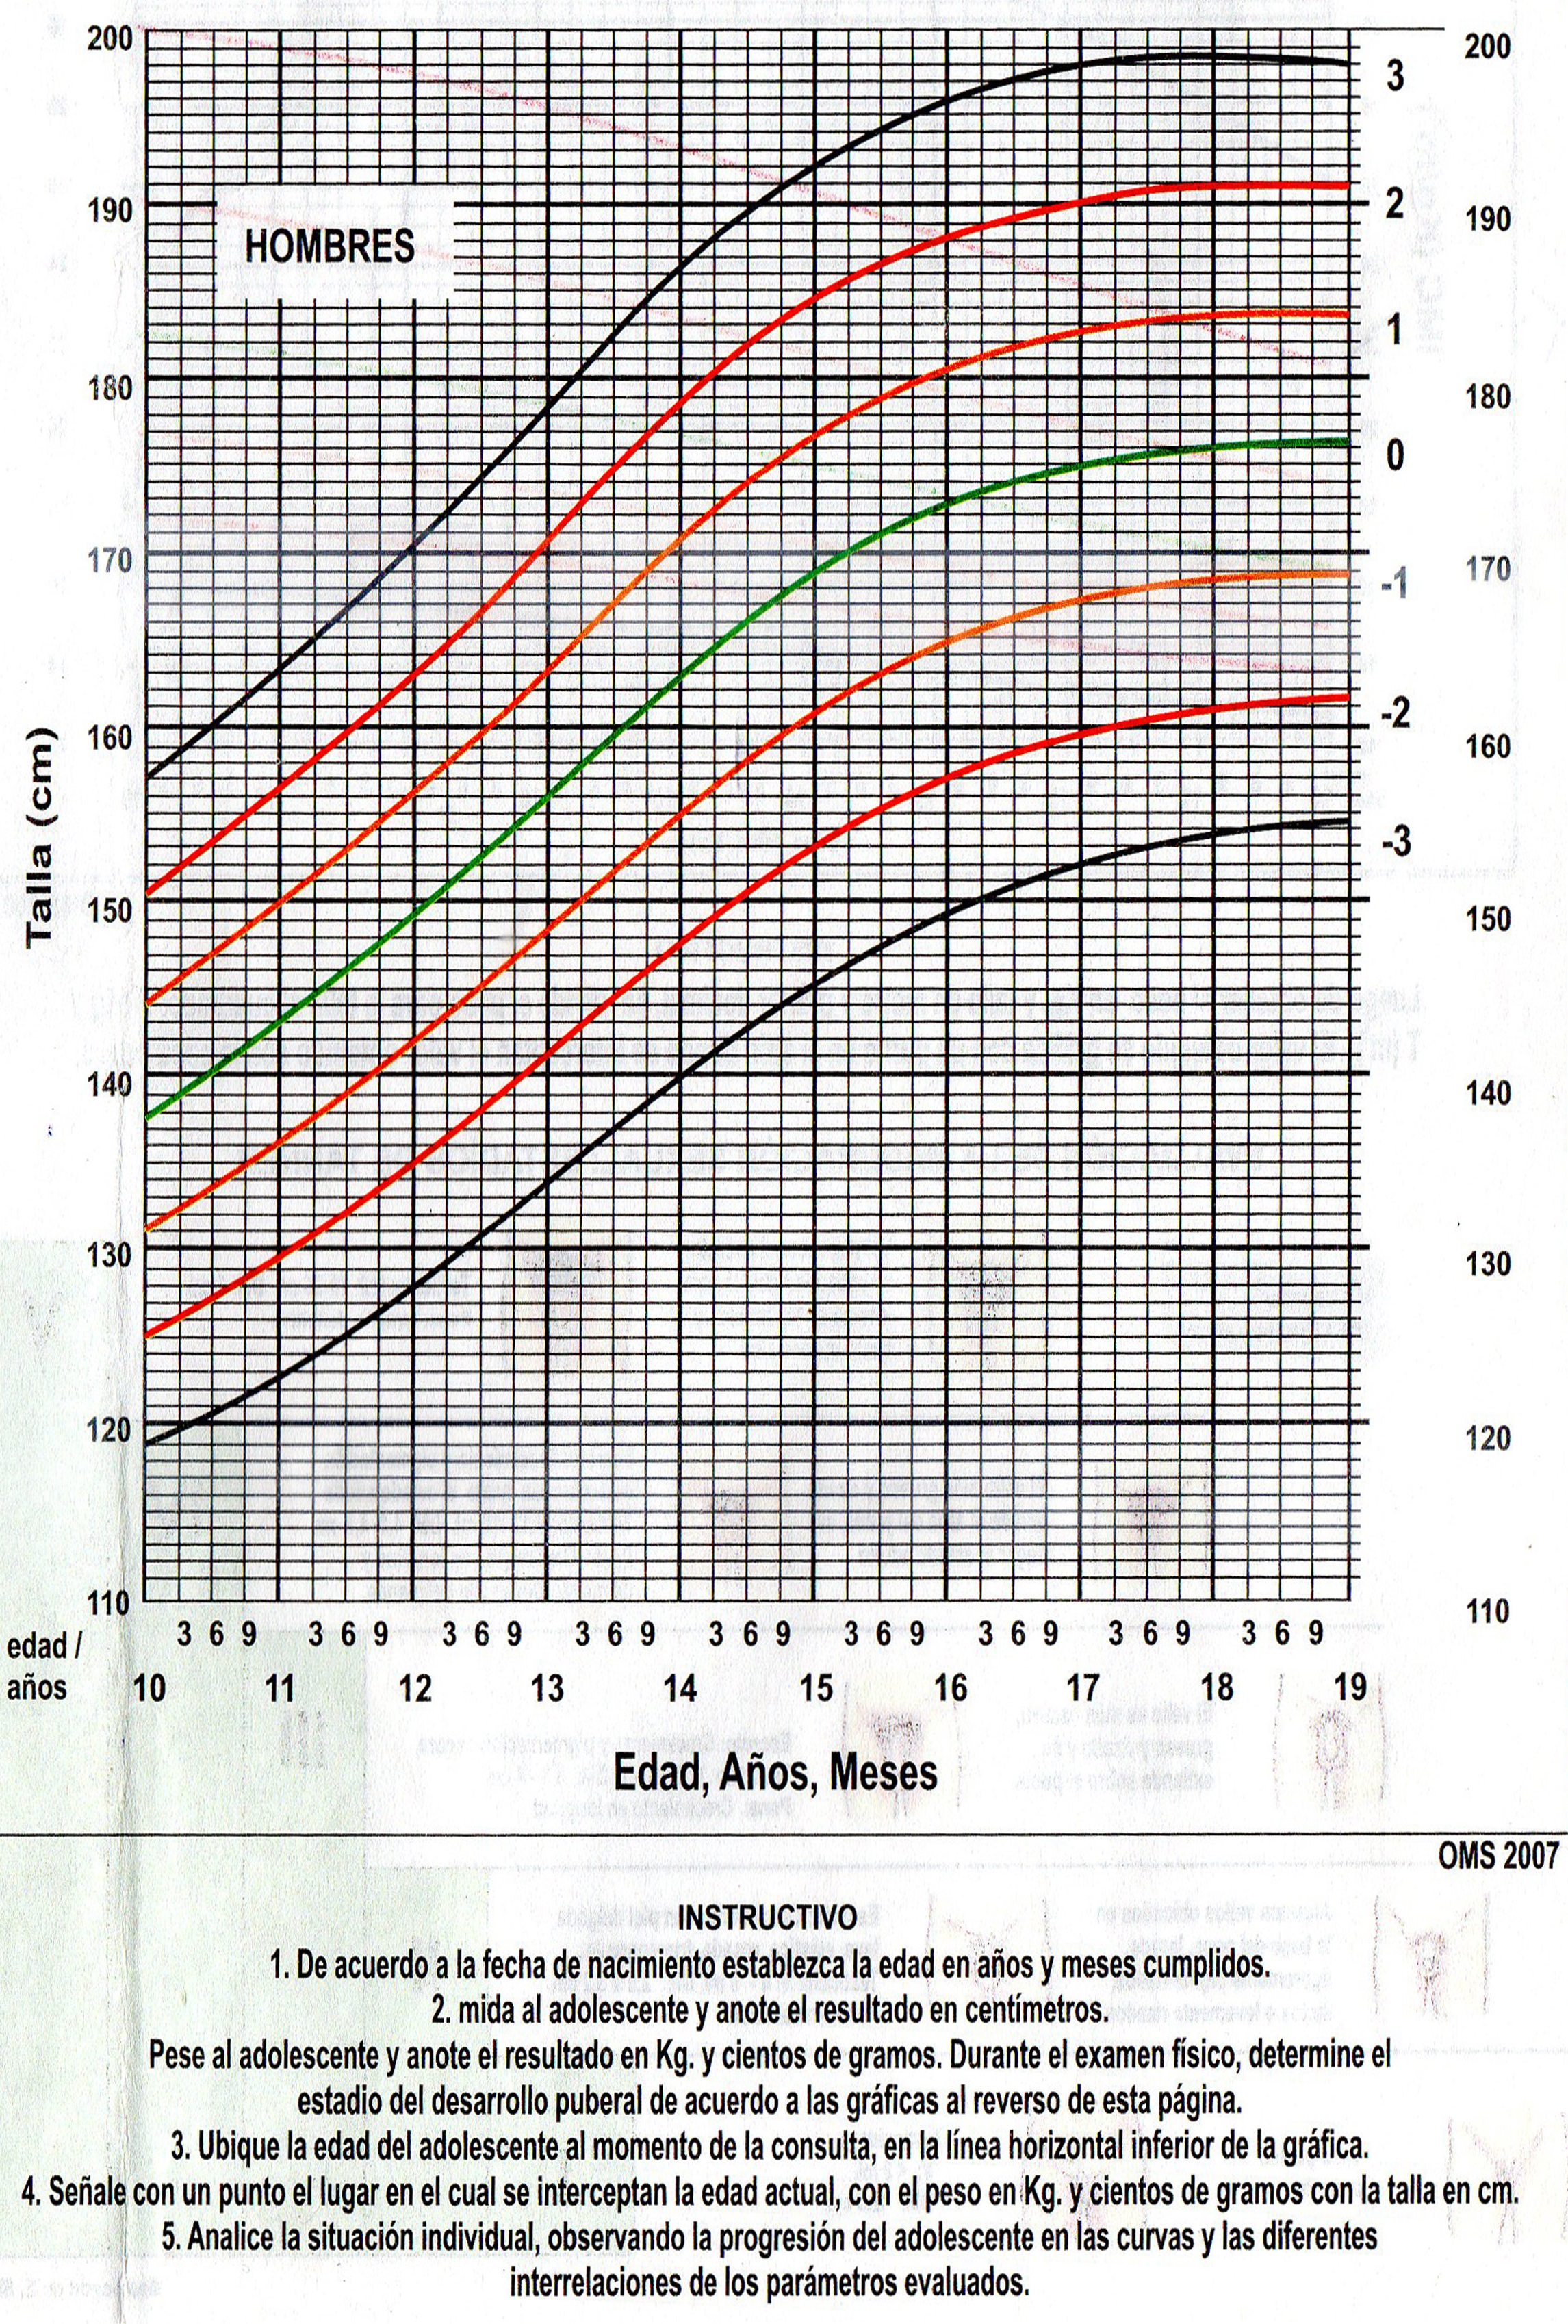 200
190
180
170
160
150
140
130
120
110
Talla (cm)
HOMBRES
3
2
1
0
-1
-2
-3
200
190
180
170
160
150
140
130
120
110
edad /
años
3 6 9 3 6 9 3 6 9 3 6 9 3 6 9 3 6 9 3 6 9 3 6 9 3 6 9
10 11 12 13 14 15 16 17 18 19
Edad, Años, Meses
OMS 2007
INSTRUCTIVO
1. De acuerdo a la fecha de nacimiento establezca la edad en años y meses cumplidos.
2. mida al adolescente y anote el resultado en centímetros.
Pese al adolescente y anote el resultado en Kg. y cientos de gramos. Durante el examen físico, determine el
estadio del desarrollo puberal de acuerdo a las gráficas al reverso de esta página.
3. Ubique la edad del adolescente al momento de la consulta, en la línea horizontal inferior de la gráfica.
4. Señale con un punto el lugar en el cual se interceptan la edad actual, con el peso en Kg. y cientos de gramos con la talla en cm.
5. Analice la situación individual, observando la progresión del adolescente en las curvas y las diferentes
interrelaciones de los parámetros evaluados.